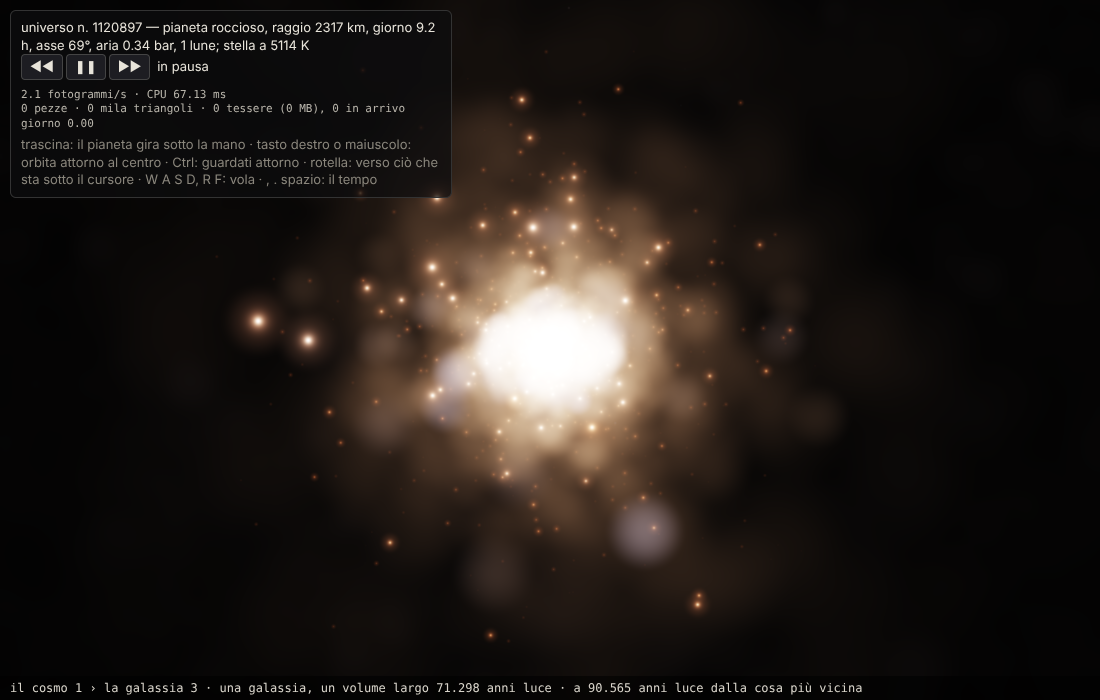 universo n. 1120897 — pianeta roccioso, raggio 2317 km, giorno 9.2
h, asse 69°, aria 0.34 bar, 1 lune; stella a 5114 K
in pausa
2.1 fotogrammi/s · CPU 67.13 ms
0 pezze · 0 mila triangoli · 0 tessere (0 MB), 0 in arrivo
giorno 0.00
trascina: il pianeta gira sotto la mano · tasto destro o maiuscolo:
orbita attorno al centro · Ctrl: guardati attorno · rotella: verso ciò che
sta sotto il cursore · W A S D, R F: vola · , . spazio: il tempo
il cosmo 1 › la galassia 3 · una galassia, un volume largo 71.298 anni luce · a 90.565 anni luce dalla cosa più vicina